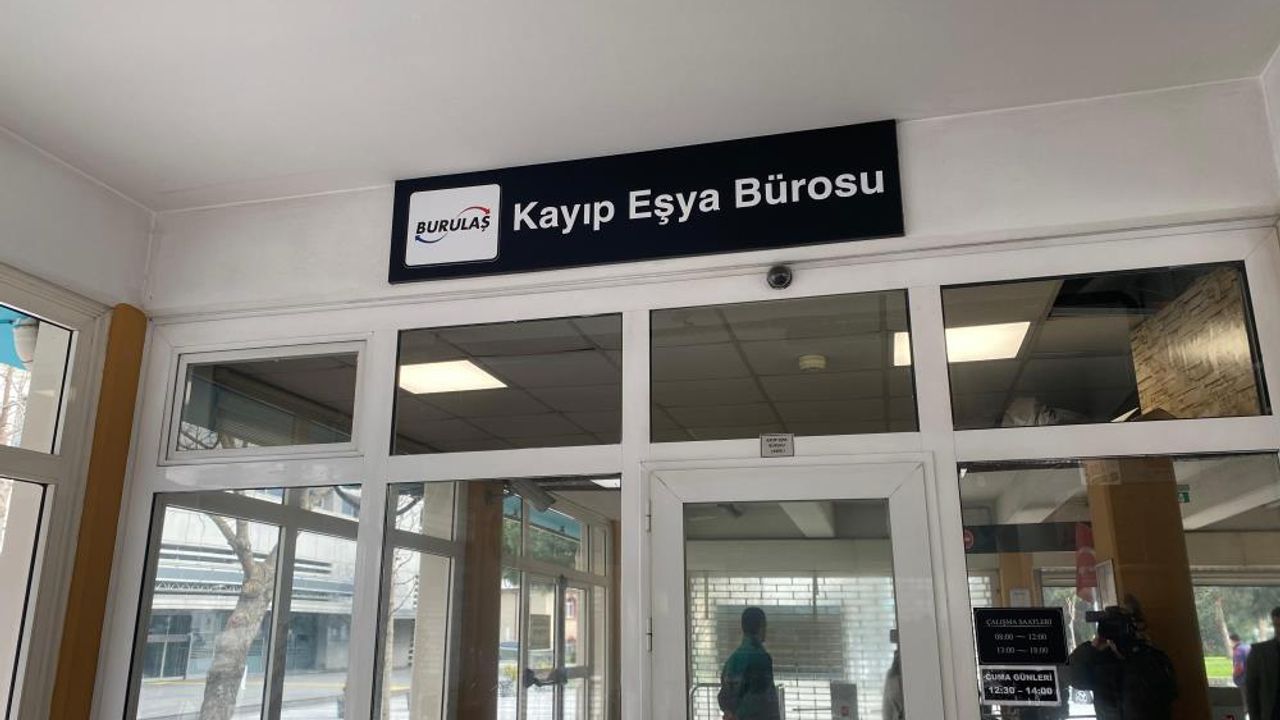 BURULAŞ
Kayıp Eşya Bürosu
ÇALIŞMA SAATLERİ
08:00 ~ 12:00
13:00 ~ 18:00
CUMA GÜNLERİ
12:30 - 14:00